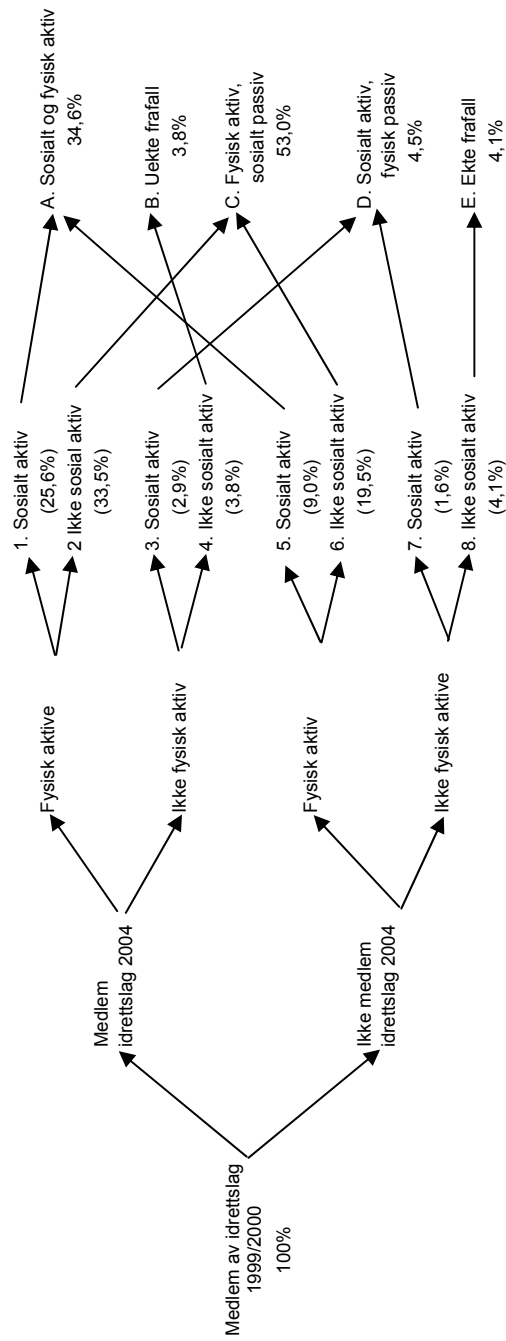 Medlem av idrettslag
1999/2000
100%
Medlem
idrettslag 2004
Ikke medlem
idrettslag 2004
Fysisk aktive
Ikke fysisk aktiv
Fysisk aktiv
Ikke fysisk aktive
1. Sosialt aktiv
(25,6%)
2 Ikke sosial aktiv
(33,5%)
3. Sosialt aktiv
(2,9%)
4. Ikke sosialt aktiv
(3,8%)
5. Sosialt aktiv
(9,0%)
6. Ikke sosialt aktiv
(19,5%)
7. Sosialt aktiv
(1,6%)
8. Ikke sosialt aktiv
(4,1%)
A. Sosialt og fysisk aktiv
34,6%
B. Uekte frafall
3,8%
C. Fysisk aktiv,
sosialt passiv
53,0%
D. Sosialt aktiv,
fysisk passiv
4,5%
E. Ekte frafall
4,1%